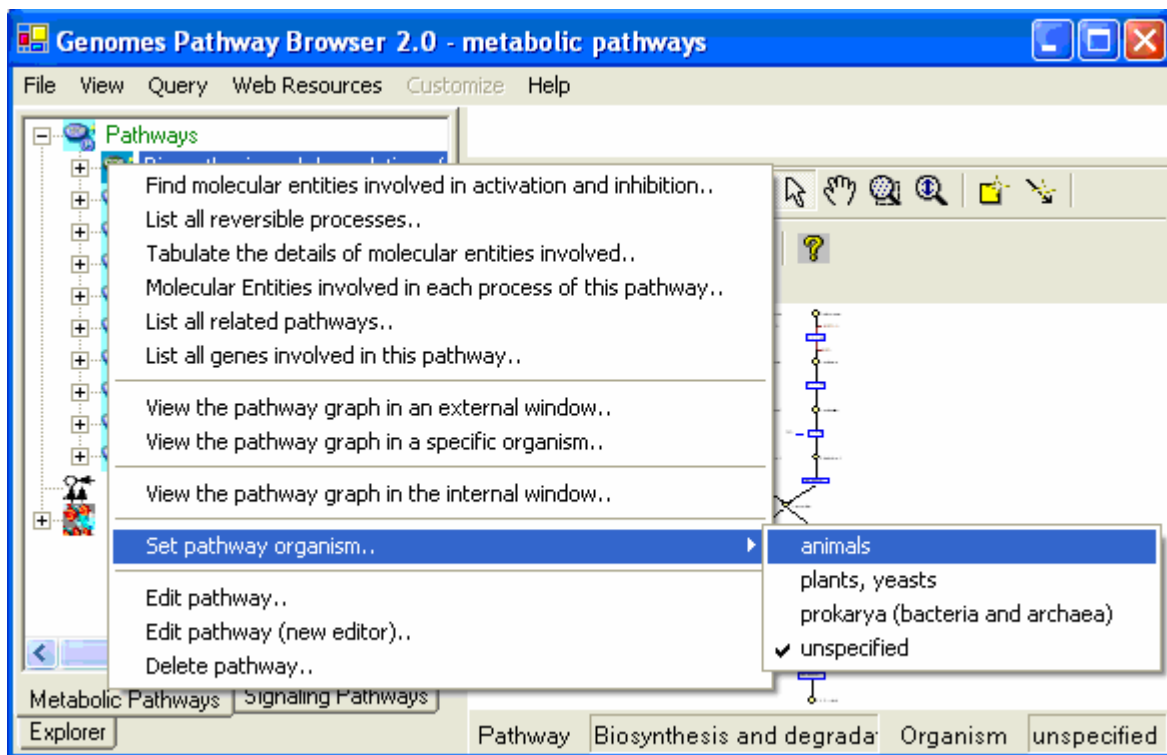 Genomes Pathway Browser 2.0 - metabolic pathways
File View Query Web Resources Customize Help
Pathways
Find molecular entities involved in activation and inhibition..
List all reversible processes..
Tabulate the details of molecular entities involved..
Molecular Entities involved in each process of this pathway..
List all related pathways..
List all genes involved in this pathway..
View the pathway graph in an external window..
View the pathway graph in a specific organism..
View the pathway graph in the internal window..
Set pathway organism..
animals
plants, yeasts
prokarya (bacteria and archaea)
unspecified
Edit pathway..
Edit pathway (new editor)..
Delete pathway..
Metabolic Pathways Signaling Pathways
Explorer
Pathway Biosynthesis and degrada Organism unspecified